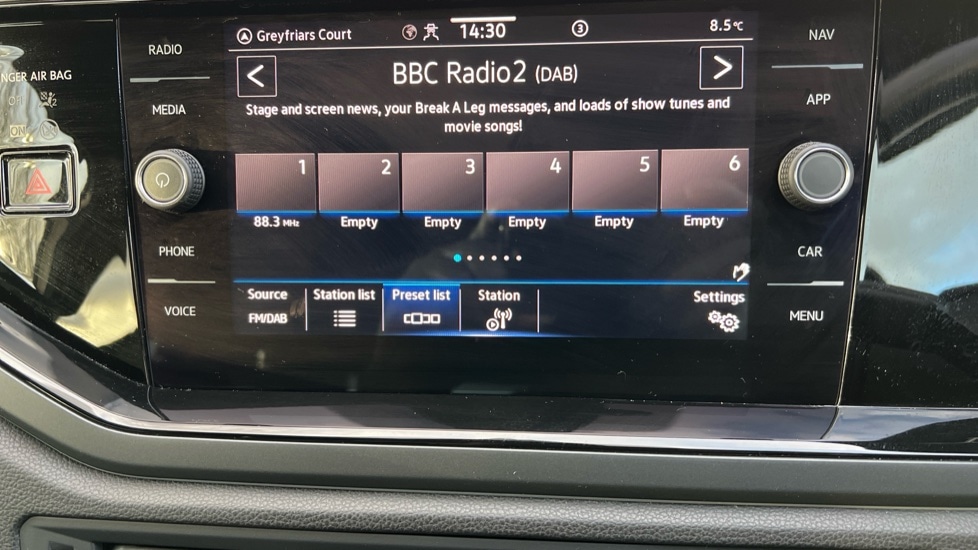 RADIO
Greyfriars Court 14:30 3 8.5°C
NAV
NGER AIR BAG
BBC Radio2 (DAB)
MEDIA
APP
Stage and screen news, your Break A Leg messages, and loads of show tunes and
movie songs!
ON
1 2 3 4 5 6
88.3 MHz Empty Empty Empty Empty Empty
PHONE
CAR
Source Station list Preset list Station Settings
FM/DAB
VOICE
MENU